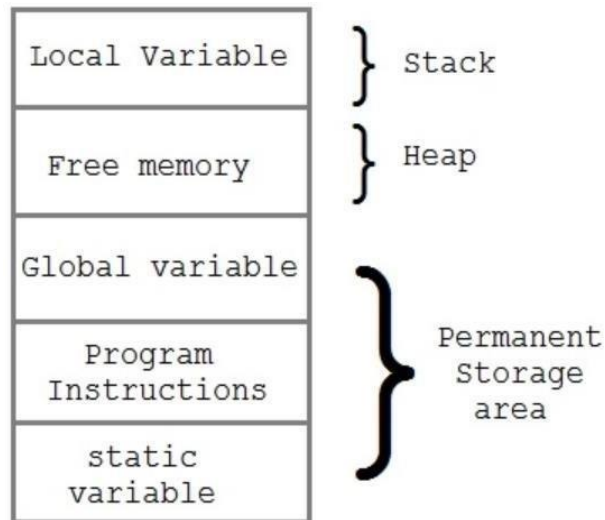 Local Variable
Stack
Free memory
Heap
Global variable
Program
Instructions
static
variable
Permanent
Storage
area